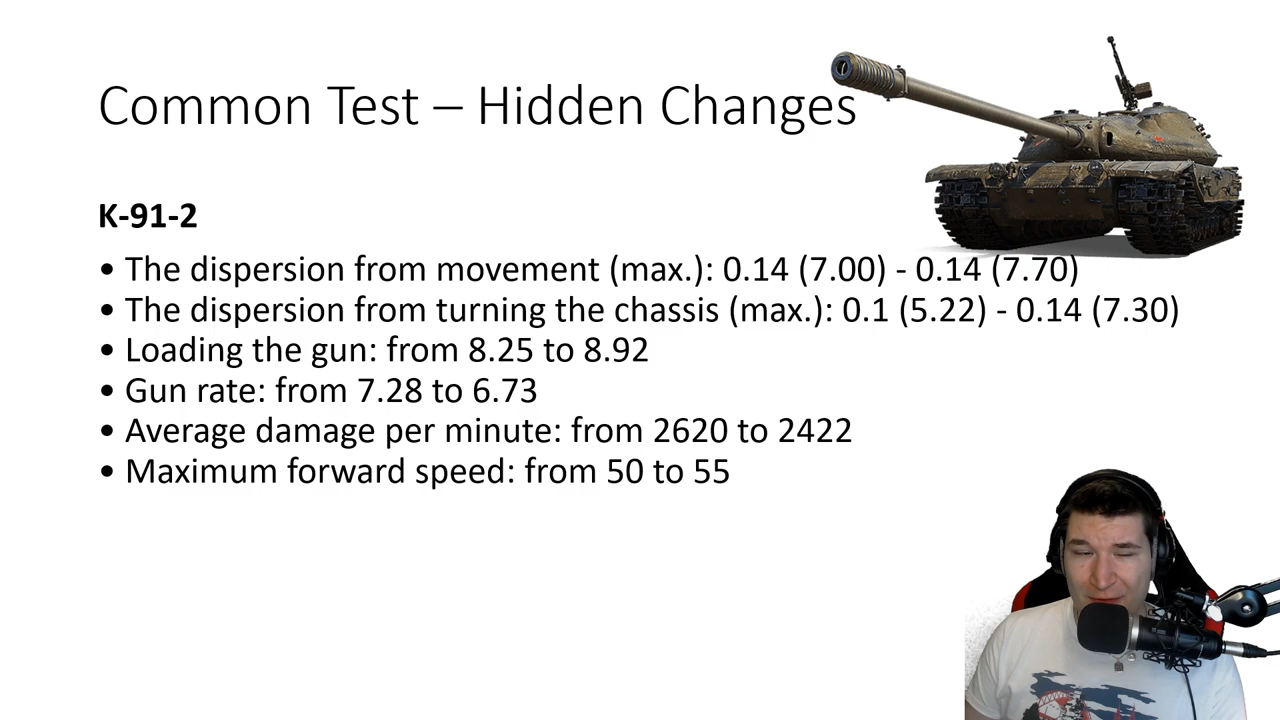 Common Test – Hidden Changes
K-91-2
• The dispersion from movement (max.): 0.14 (7.00) - 0.14 (7.70)
• The dispersion from turning the chassis (max.): 0.1 (5.22) - 0.14 (7.30)
• Loading the gun: from 8.25 to 8.92
• Gun rate: from 7.28 to 6.73
• Average damage per minute: from 2620 to 2422
• Maximum forward speed: from 50 to 55